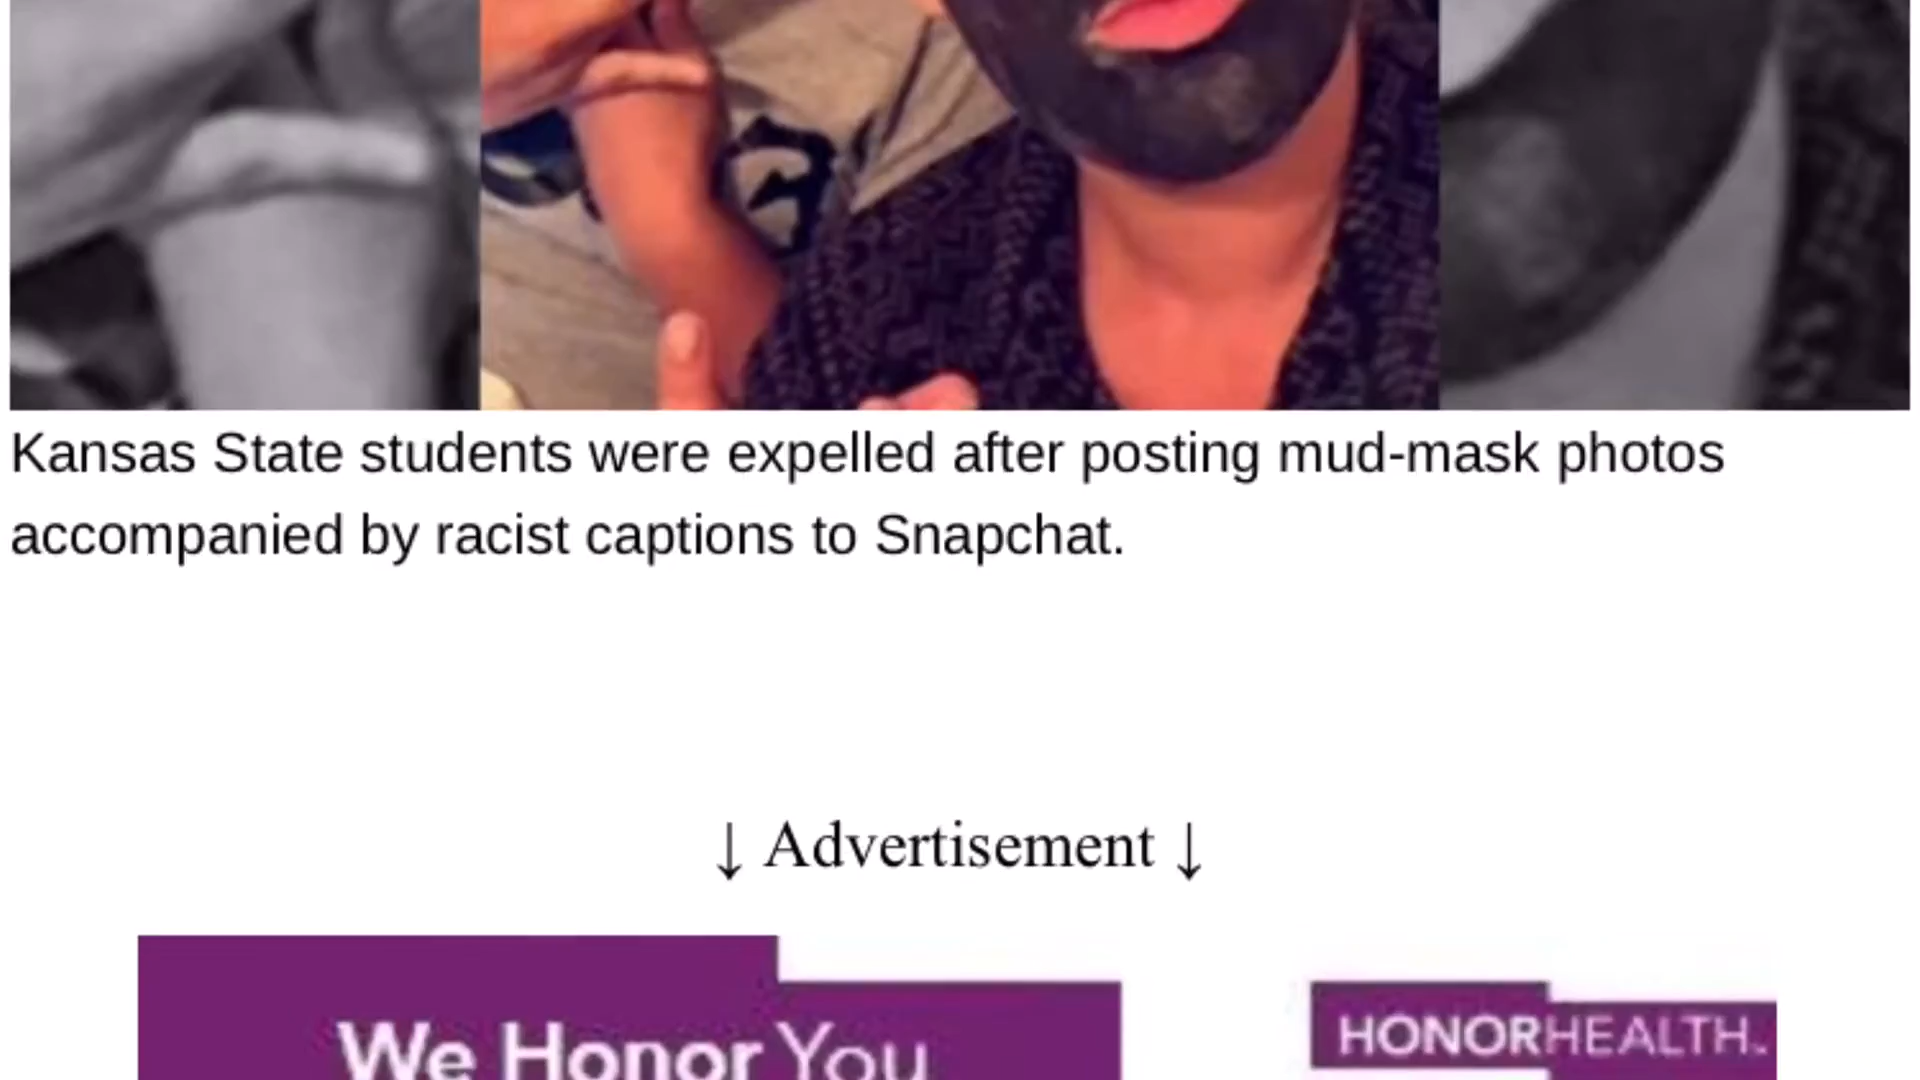 Kansas State students were expelled after posting mud-mask photos
accompanied by racist captions to Snapchat.
↓ Advertisement ↓
We Honor You
HONORHEALTH™